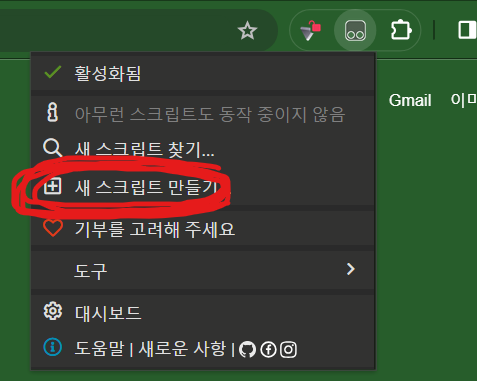 활성화됨
Gmail
이미
아무런 스크립트도 동작 중이지 않음
새 스크립트 찾기...
새 스크립트 만들기
기부를 고려해 주세요
도구
대시보드
도움말 | 새로운 사항 |